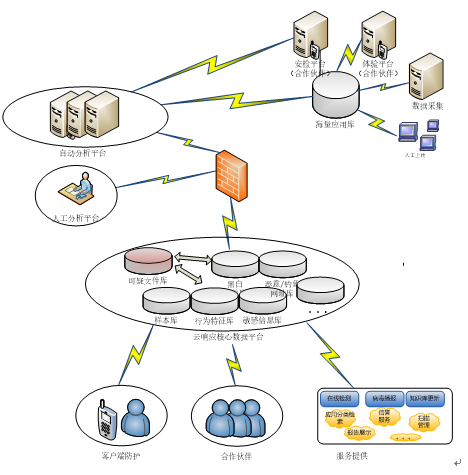 安检平台
（合作伙伴）
体验平台
（合作伙伴）
数据采集
海量应用库
人工上传
自动分析平台
人工分析平台
可疑文件库
黑白
恶意/钓鱼
网址库
样本库
行为特征库
敏感信息库
...
云响应核心数据平台
在线检测
病毒播报
知识库更新
应用分类检
索
估算
服务
扫描
管理
报告展示
...
客户端防护
合作伙伴
服务提供